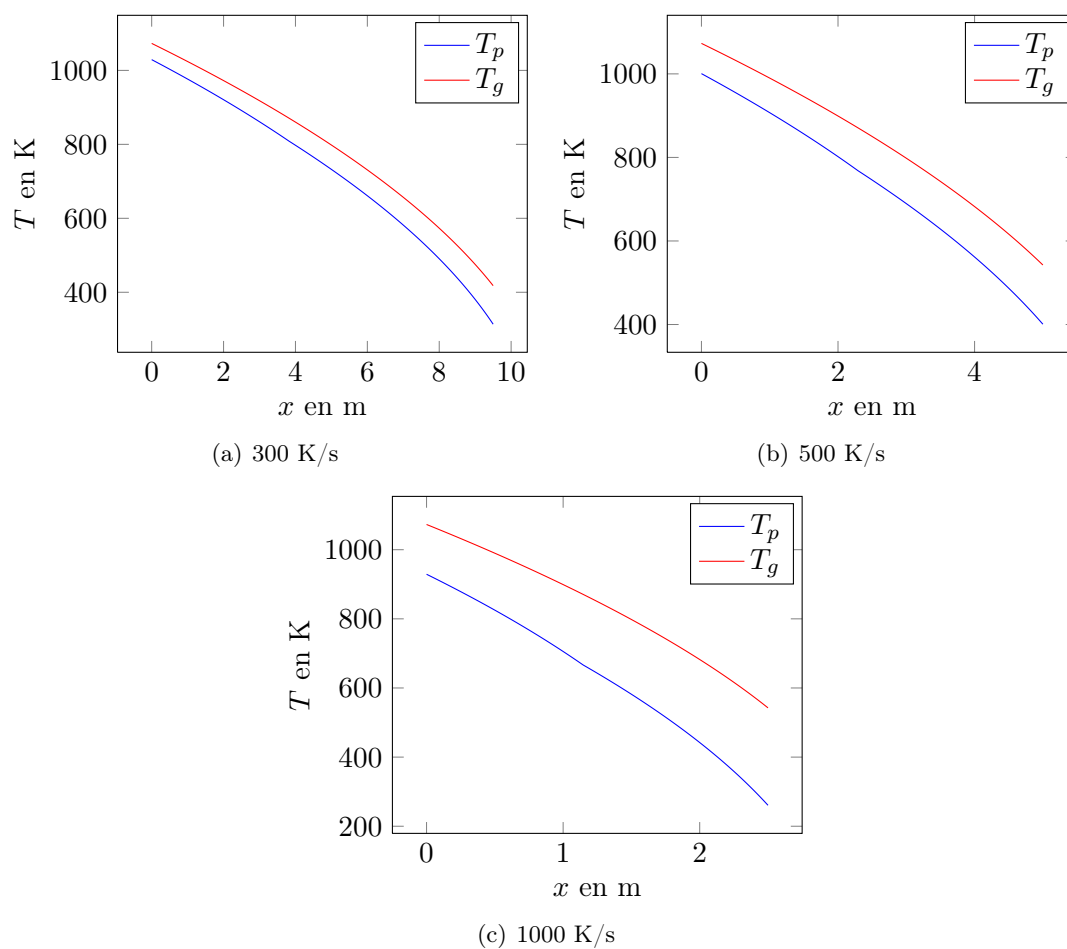 T_p
T_g
1000
800
600
400
T en K
0 2 4 6 8 10
x en m
(a) 300 K/s
T_p
T_g
1000
800
600
400
T en K
0 2 4
x en m
(b) 500 K/s
T_p
T_g
1000
800
600
400
200
T en K
0 1 2
x en m
(c) 1000 K/s